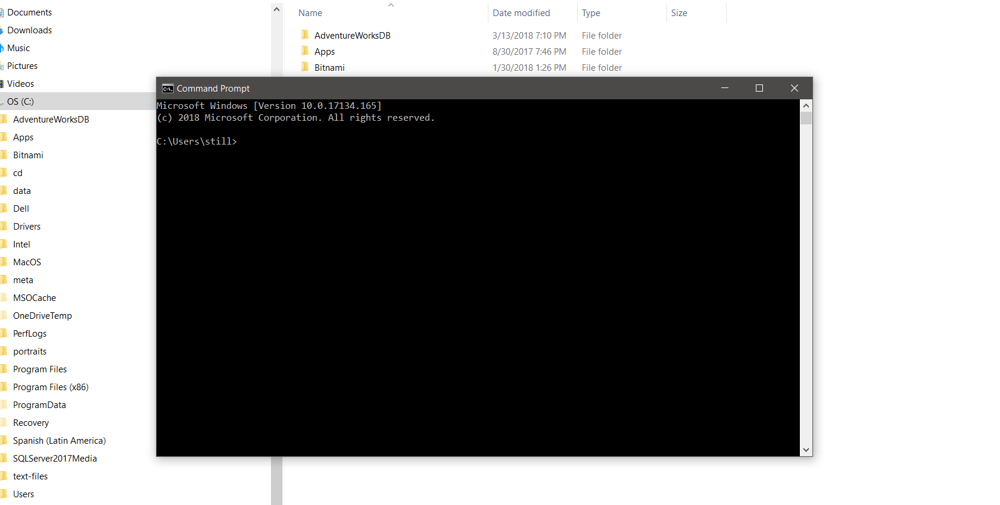 Documents
Downloads
Music
Pictures
Videos
OS (C:)
AdventureWorksDB
Apps
Bitnami
cd
data
Dell
Drivers
Intel
MacOS
meta
MSOCache
OneDriveTemp
PerfLogs
portraits
Program Files
Program Files (x86)
ProgramData
Recovery
Spanish (Latin America)
SQLServer2017Media
text-files
Users
Name Date modified Type Size
AdventureWorksDB 3/13/2018 7:10 PM File folder
Apps 8/30/2017 7:46 PM File folder
Bitnami 1/30/2018 1:26 PM File folder
Command Prompt
Microsoft Windows [Version 10.0.17134.165]
(c) 2018 Microsoft Corporation. All rights reserved.
C:\Users\still>